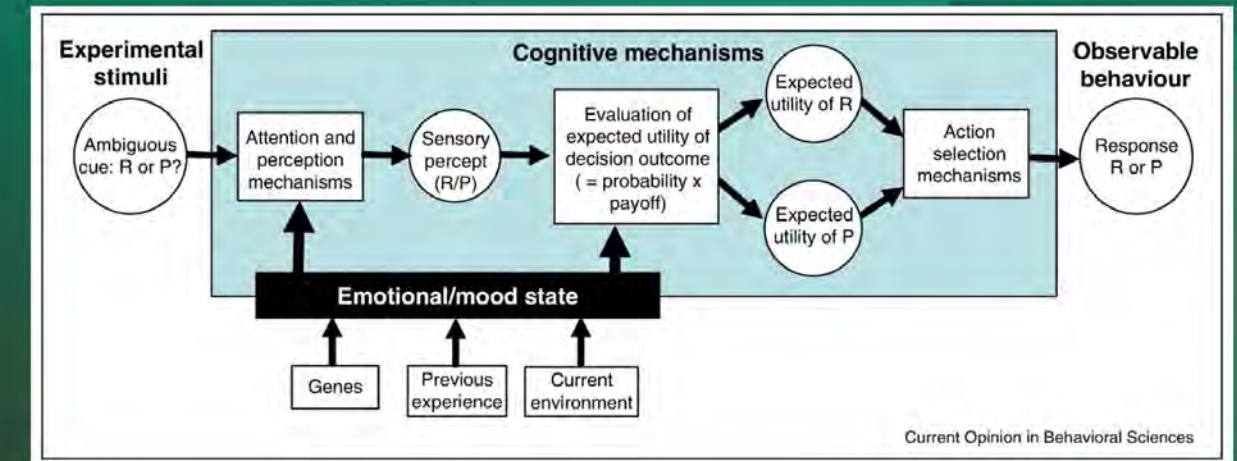 Experimental
stimuli
Cognitive mechanisms
Observable
behaviour
Ambiguous
cue: R or P?
Attention and
perception
mechanisms
Sensory
percept
(R/P)
Evaluation of
expected utility of
decision outcome
( = probability x
payoff)
Expected
utility of R
Expected
utility of P
Action
selection
mechanisms
Response
R or P
Emotional/mood state
Genes
Previous
experience
Current
environment
Current Opinion in Behavioral Sciences